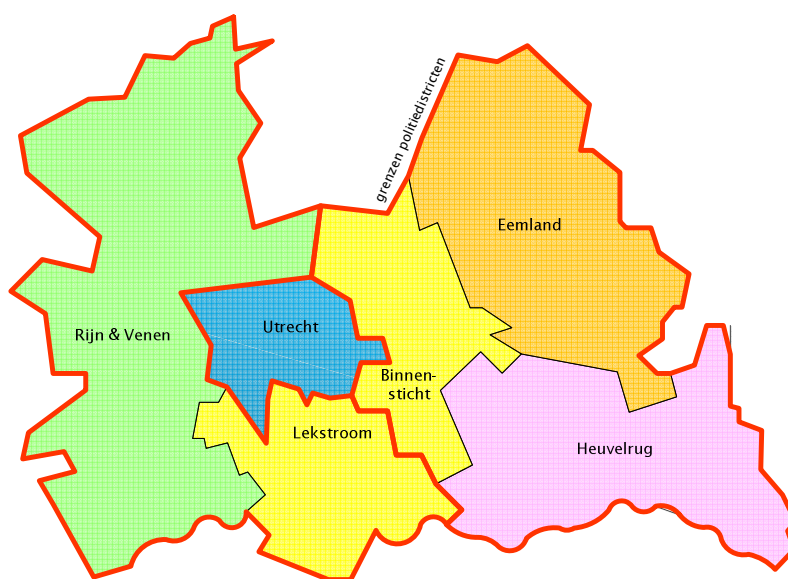 grenzen politiedistricten
Eemland
Rijn & Venen
Utrecht
Binnen-
sticht
Lekstroom
Heuvelrug